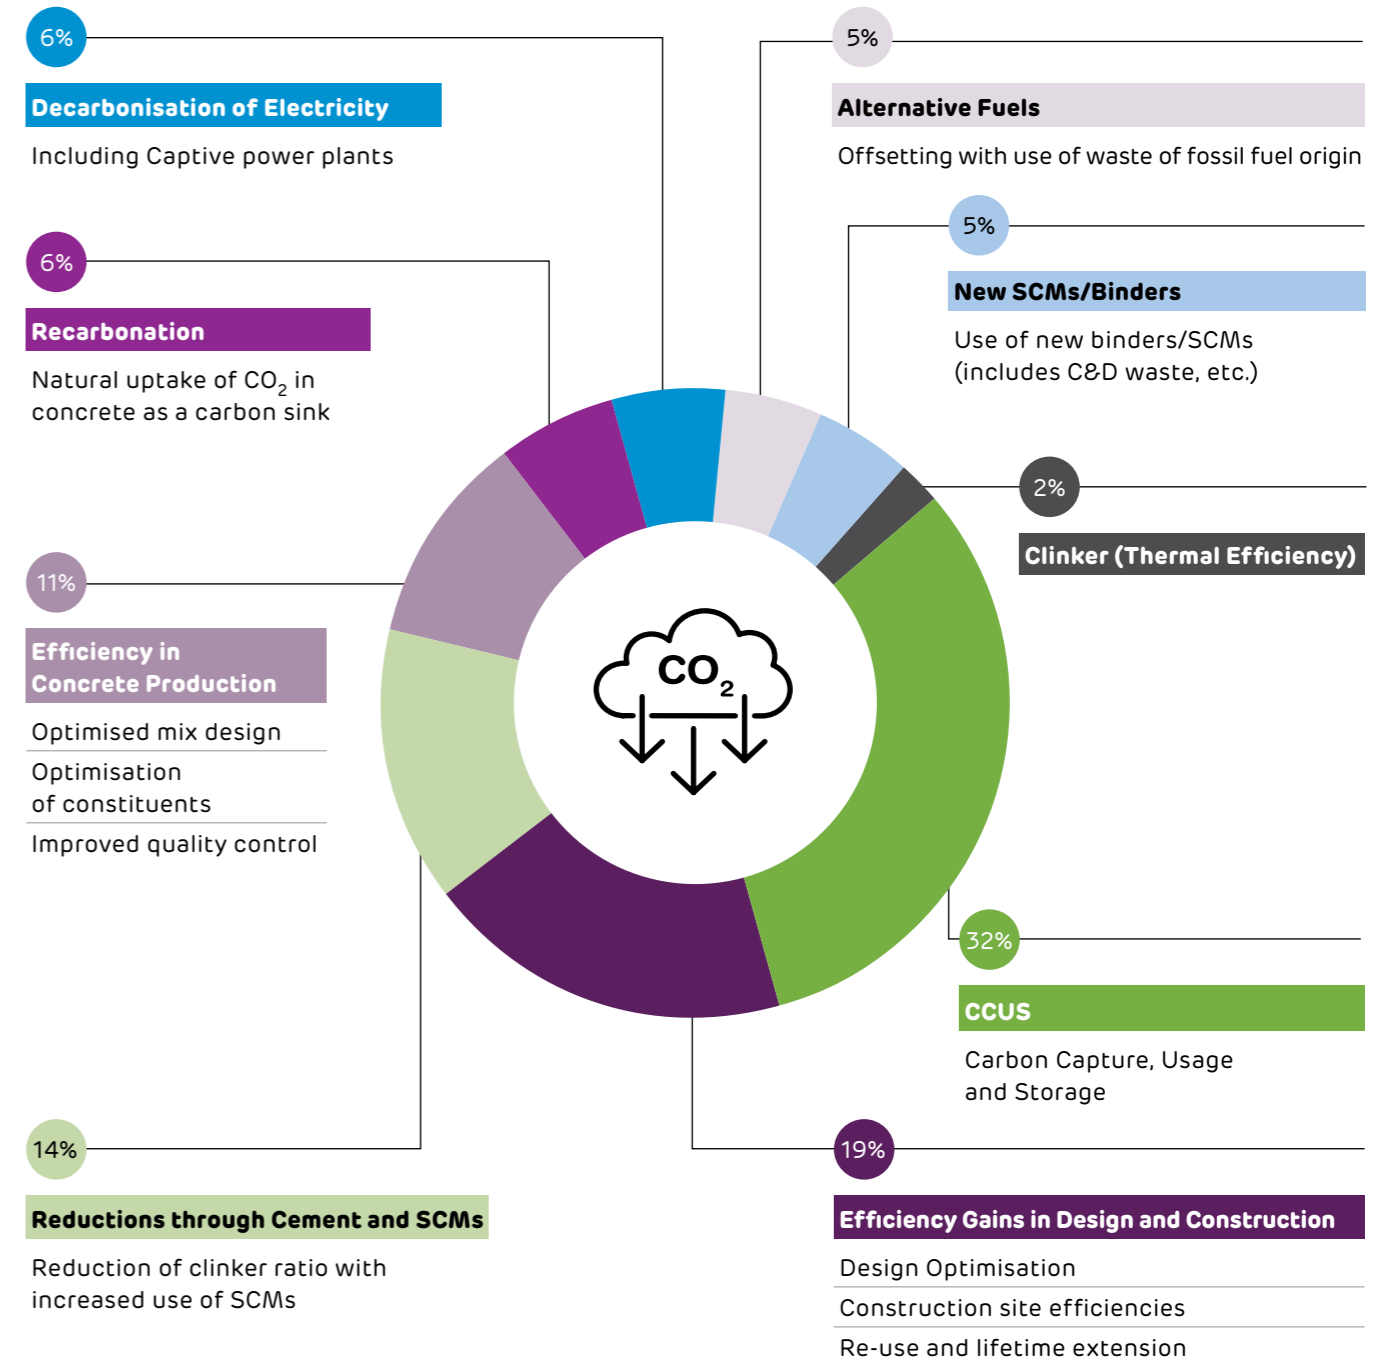 6%
Decarbonisation of Electricity
Including Captive power plants
6%
Recarbonation
Natural uptake of CO₂ in
concrete as a carbon sink
11%
Efficiency in
Concrete Production
Optimised mix design
Optimisation
of constituents
Improved quality control
14%
Reductions through Cement and SCMs
Reduction of clinker ratio with
increased use of SCMs
CO₂
5%
Alternative Fuels
Offsetting with use of waste of fossil fuel origin
5%
New SCMs/Binders
Use of new binders/SCMs
(includes C&D waste, etc.)
2%
Clinker (Thermal Efficiency)
32%
CCUS
Carbon Capture, Usage
and Storage
19%
Efficiency Gains in Design and Construction
Design Optimisation
Construction site efficiencies
Re-use and lifetime extension